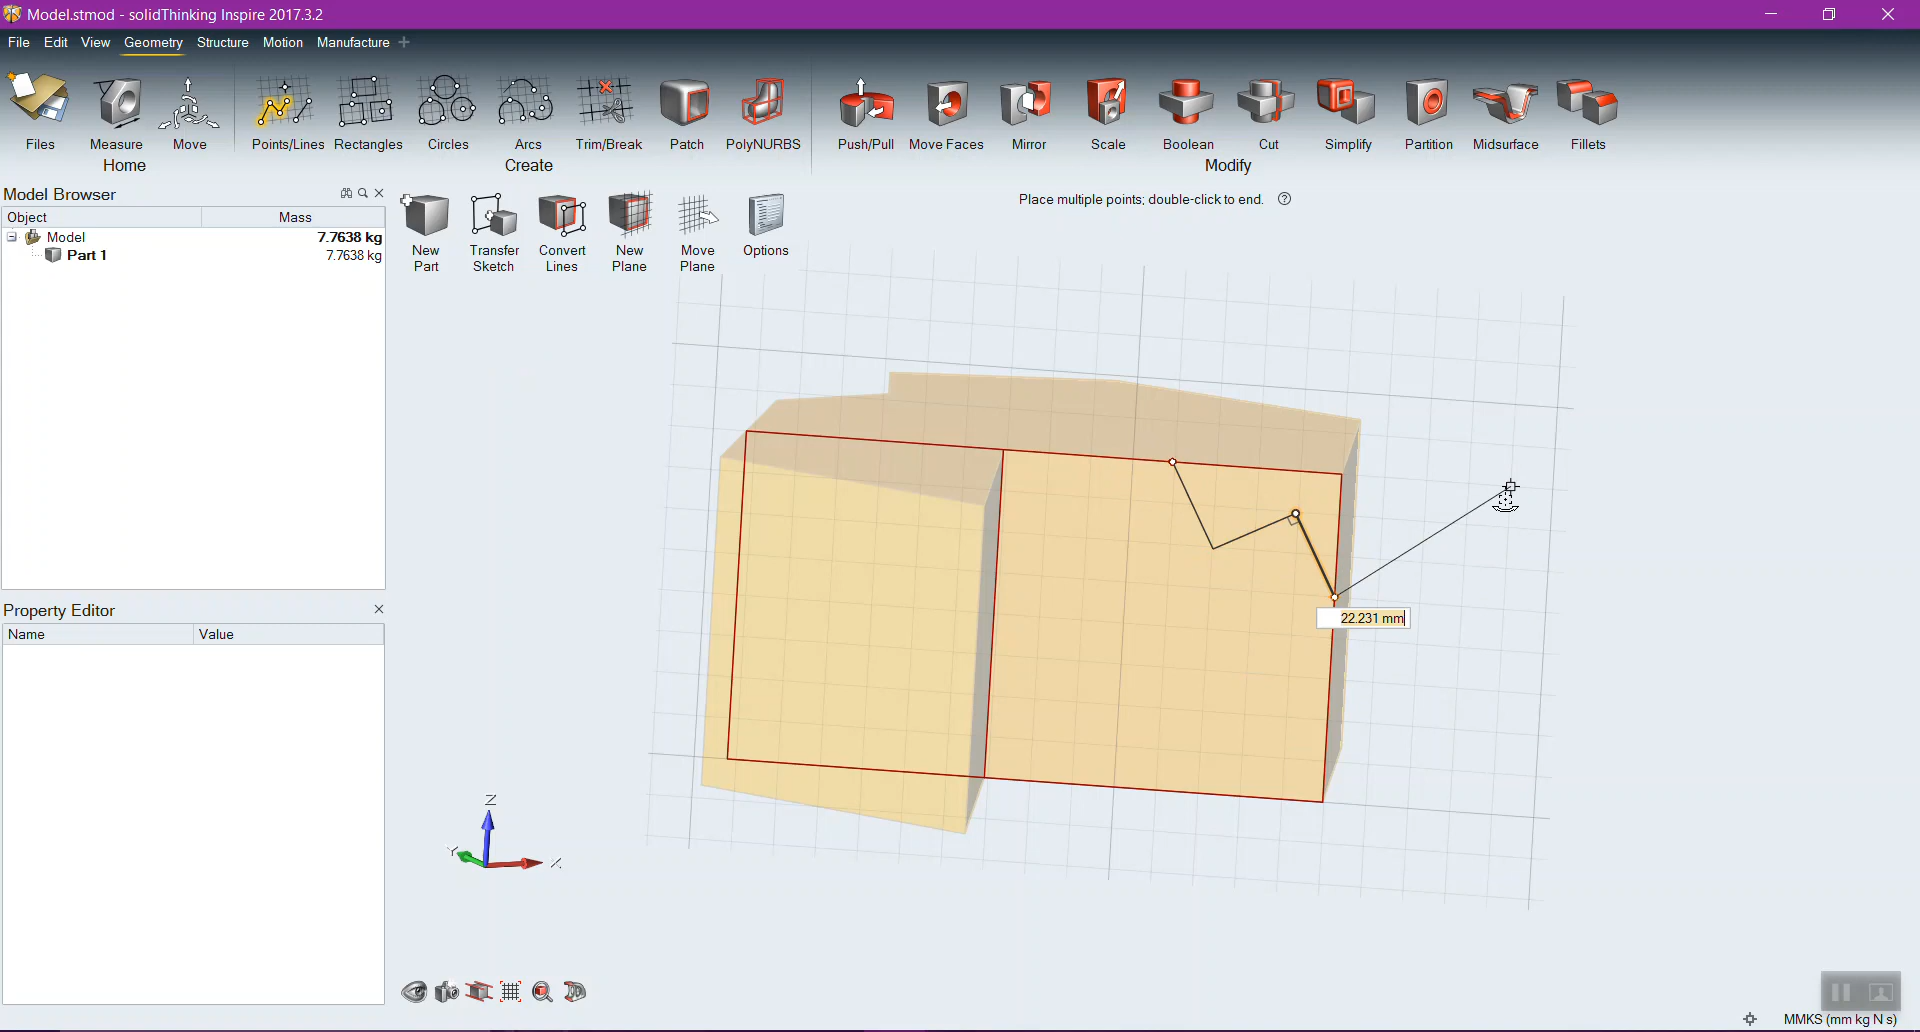 Model.stmod - solidThinking Inspire 2017.3.2
File Edit View Geometry Structure Motion Manufacture
Files Measure Move Points/Lines Rectangles Circles Arcs Trim/Break Patch PolyNURBS Push/Pull Move Faces Mirror Scale Boolean Cut Simplify Partition Midsurface Fillets
Home Create Modify
Model Browser
Object Mass
Model 7.7638 kg
Part 1 7.7638 kg
New Part
Transfer Sketch
Convert Lines
New Plane
Move Plane
Options
Place multiple points; double-click to end.
22.231 mm
Property Editor
Name Value
Z
Y
X
MMKS (mm kg N s)